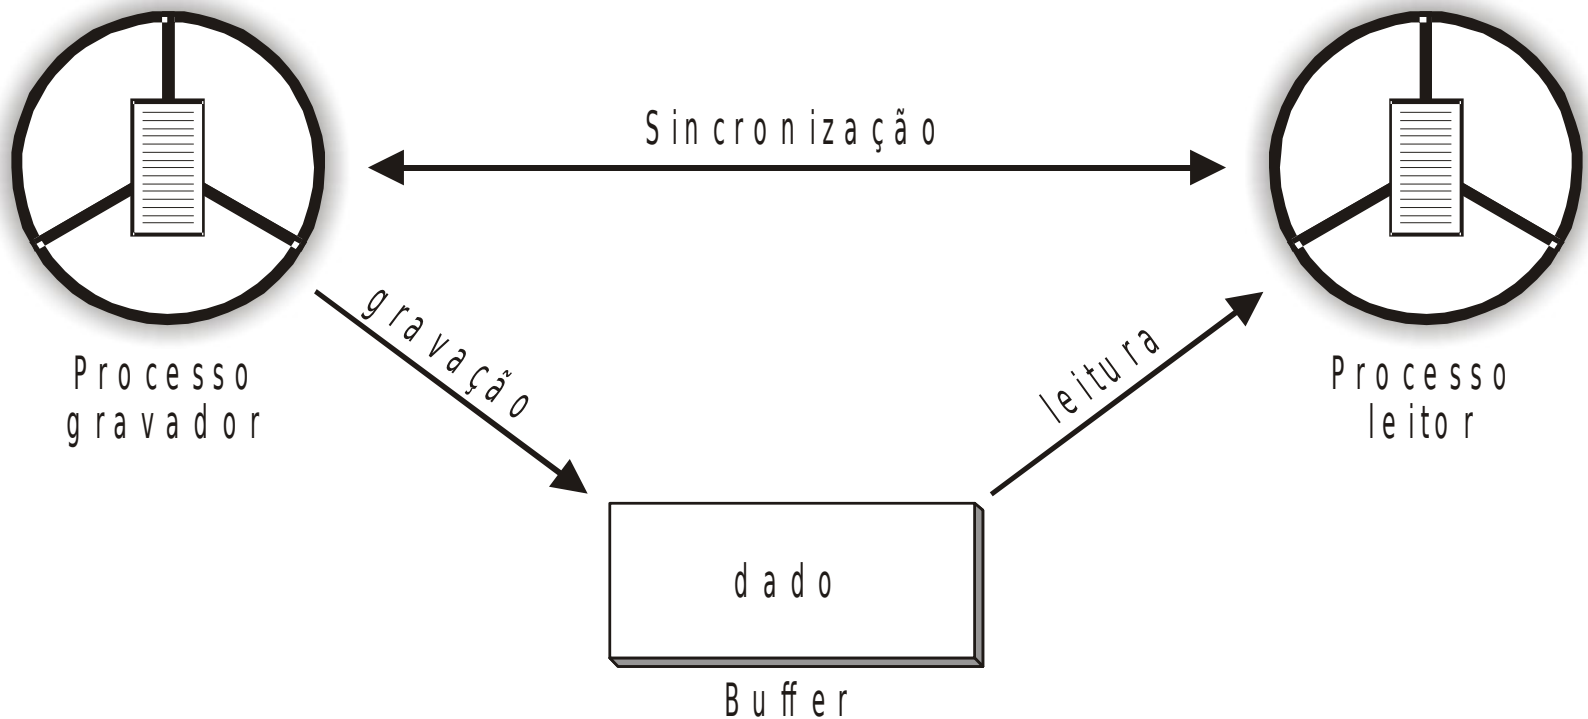 Sincronização
gravação
leitura
Processo
gravador
Processo
leitor
dado
Buffer